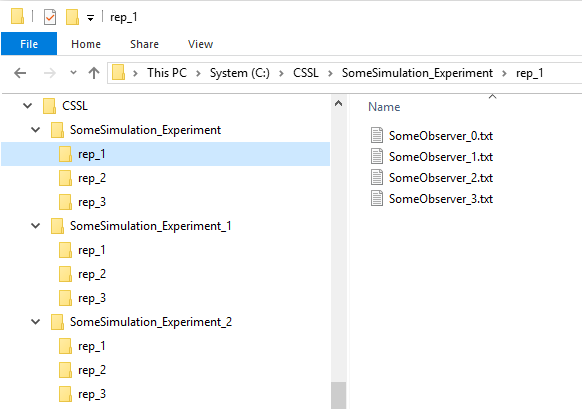 rep_1
File Home Share View
This PC System (C:) CSSL SomeSimulation_Experiment rep_1
CSSL
SomeSimulation_Experiment
rep_1
rep_2
rep_3
SomeSimulation_Experiment_1
rep_1
rep_2
rep_3
SomeSimulation_Experiment_2
rep_1
rep_2
rep_3
Name
SomeObserver_0.txt
SomeObserver_1.txt
SomeObserver_2.txt
SomeObserver_3.txt